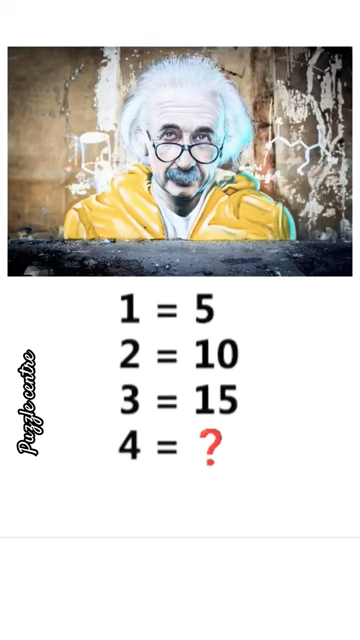 1 = 5
2 = 10
3 = 15
4 = ?
Puzzle centre